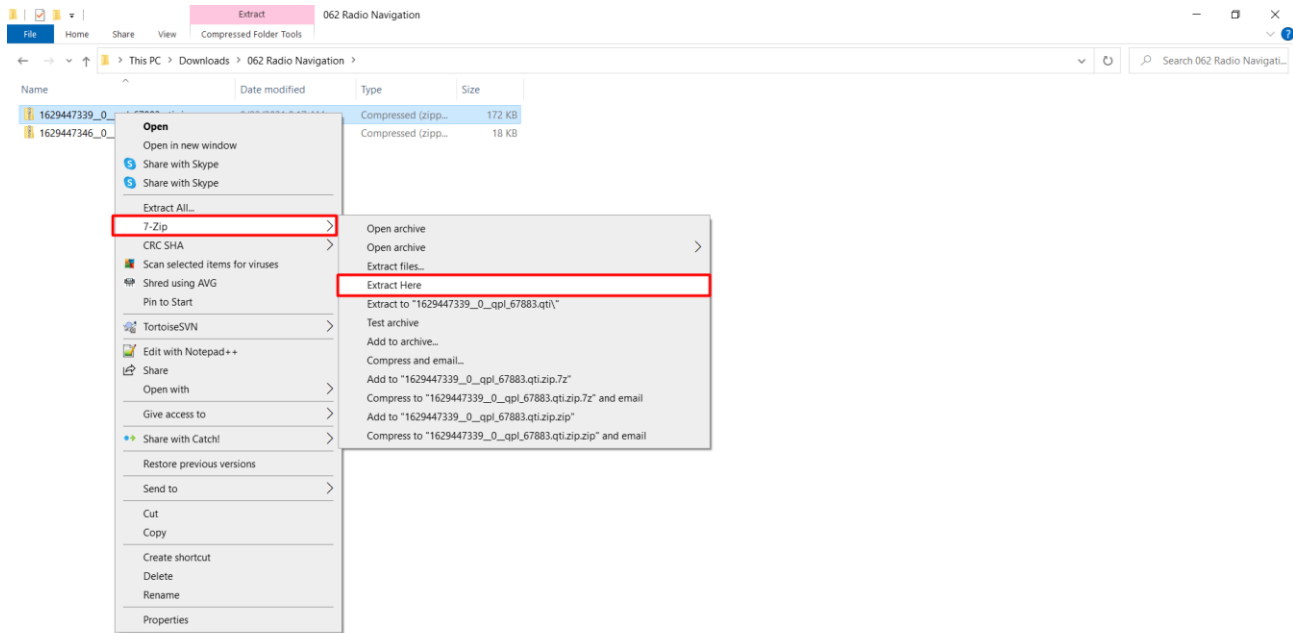 Extract
062 Radio Navigation
File
Home
Share
View
Compressed Folder Tools
This PC > Downloads > 062 Radio Navigation >
Search 062 Radio Navigati...
Name
Date modified
Type
Size
1629447339__0__
Compressed (zipp...
172 KB
1629447346__0__
Compressed (zipp...
18 KB
Open
Open in new window
Share with Skype
Share with Skype
Extract All...
7-Zip
CRC SHA
Scan selected items for viruses
Shred using AVG
Pin to Start
TortoiseSVN
Edit with Notepad++
Share
Open with
Give access to
Share with Catch!
Restore previous versions
Send to
Cut
Copy
Create shortcut
Delete
Rename
Properties
Open archive
Open archive
Extract files...
Extract Here
Extract to "1629447339__0__qpl_67883.qti\"
Test archive
Add to archive...
Compress and email...
Add to "1629447339__0__qpl_67883.qti.zip.7z"
Compress to "1629447339__0__qpl_67883.qti.zip.7z" and email
Add to "1629447339__0__qpl_67883.qti.zip.zip"
Compress to "1629447339__0__qpl_67883.qti.zip.zip" and email